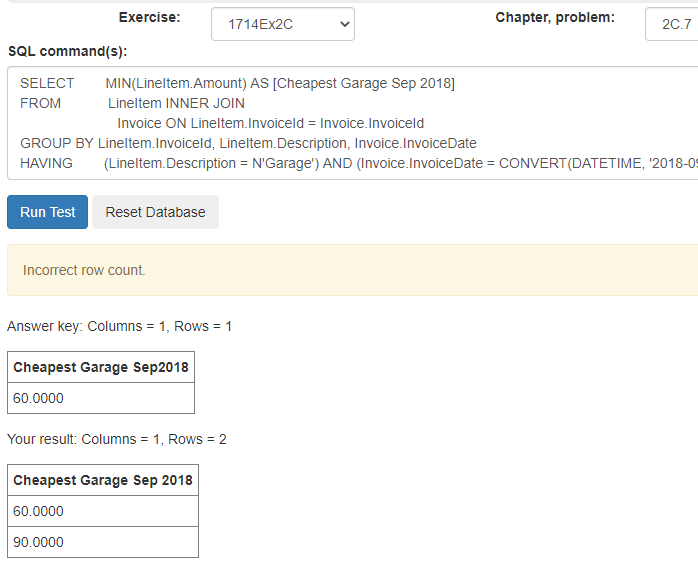 Exercise: 1714Ex2C Chapter, problem: 2C.7
SQL command(s):
SELECT MIN(LineItem.Amount) AS [Cheapest Garage Sep 2018]
FROM LineItem INNER JOIN
Invoice ON LineItem.InvoiceId = Invoice.InvoiceId
GROUP BY LineItem.InvoiceId, LineItem.Description, Invoice.InvoiceDate
HAVING (LineItem.Description = N'Garage') AND (Invoice.InvoiceDate = CONVERT(DATETIME, '2018-09
Run Test Reset Database
Incorrect row count.
Answer key: Columns = 1, Rows = 1
Cheapest Garage Sep2018
60.0000
Your result: Columns = 1, Rows = 2
Cheapest Garage Sep 2018
60.0000
90.0000